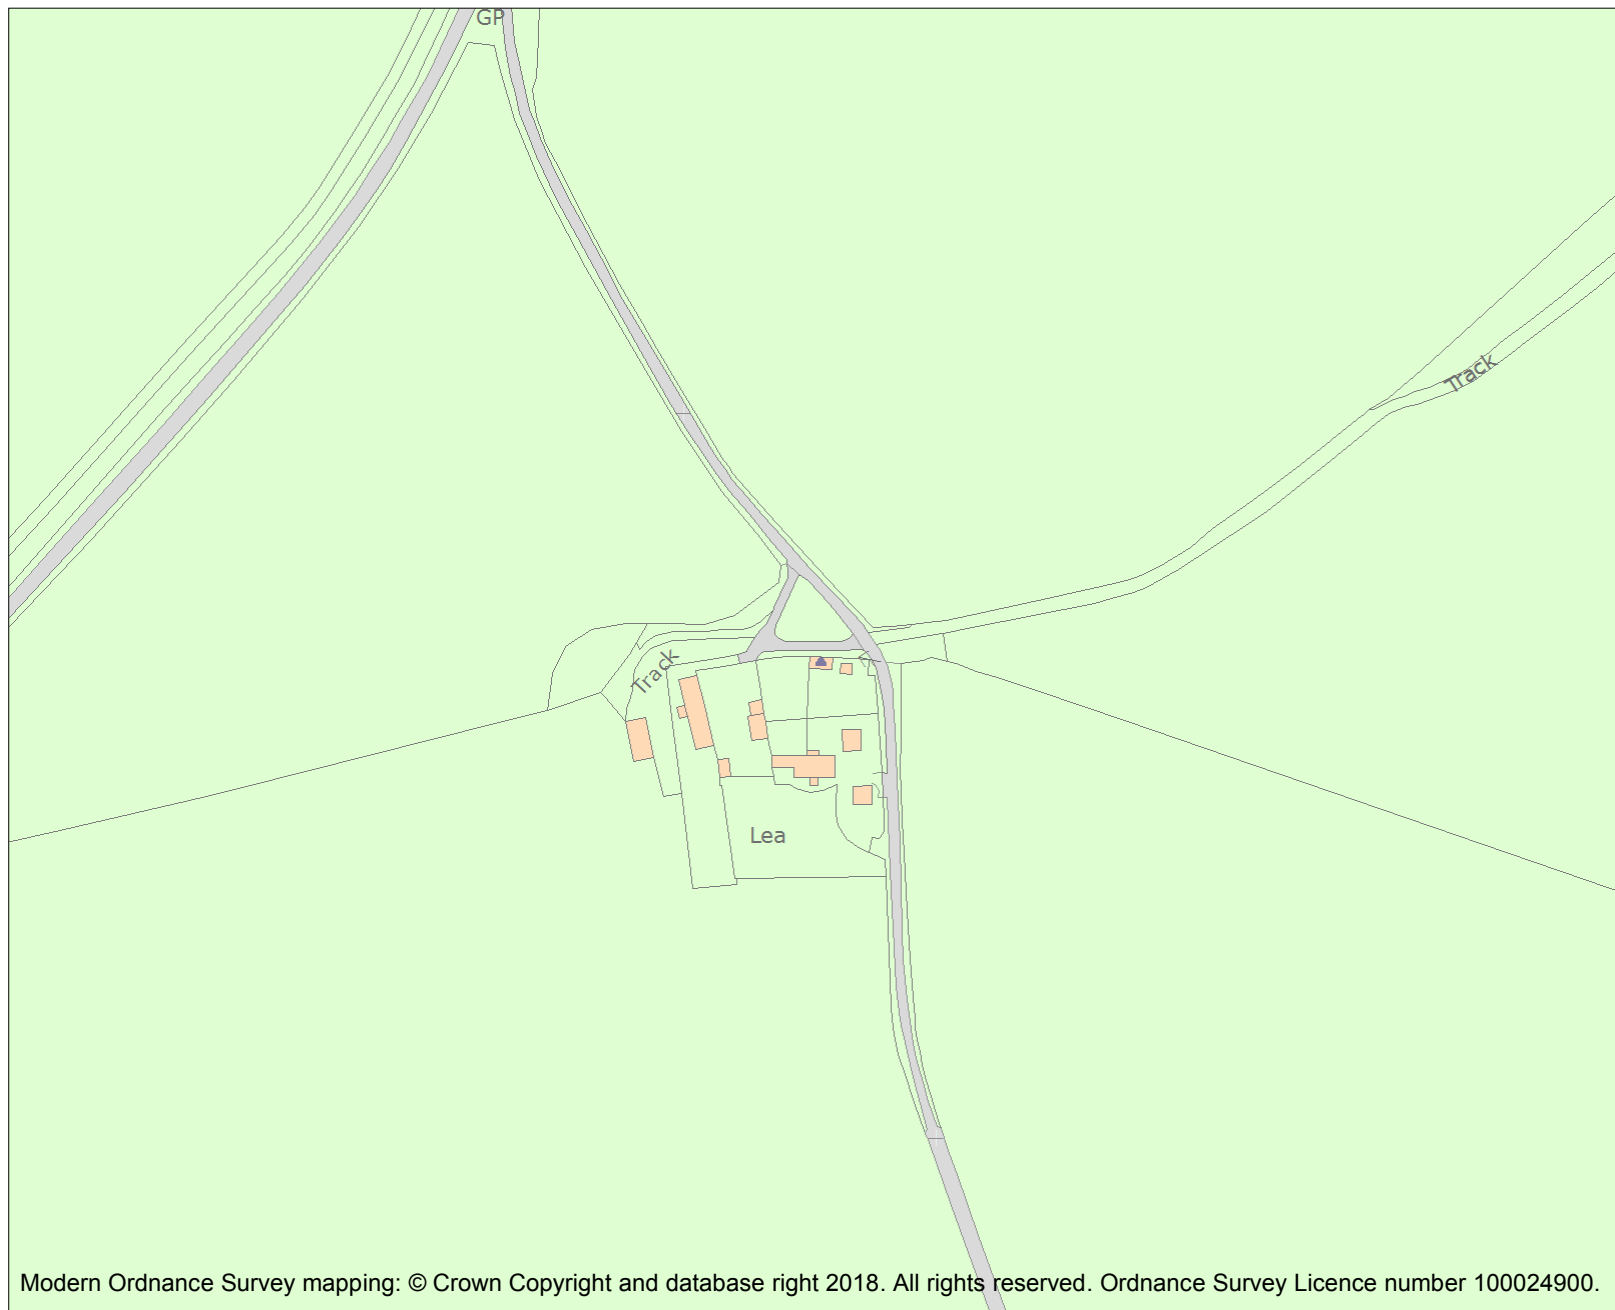 GP
Track
Track
Lea
Modern Ordnance Survey mapping: © Crown Copyright and database right 2018. All rights reserved. Ordnance Survey Licence number 100024900.